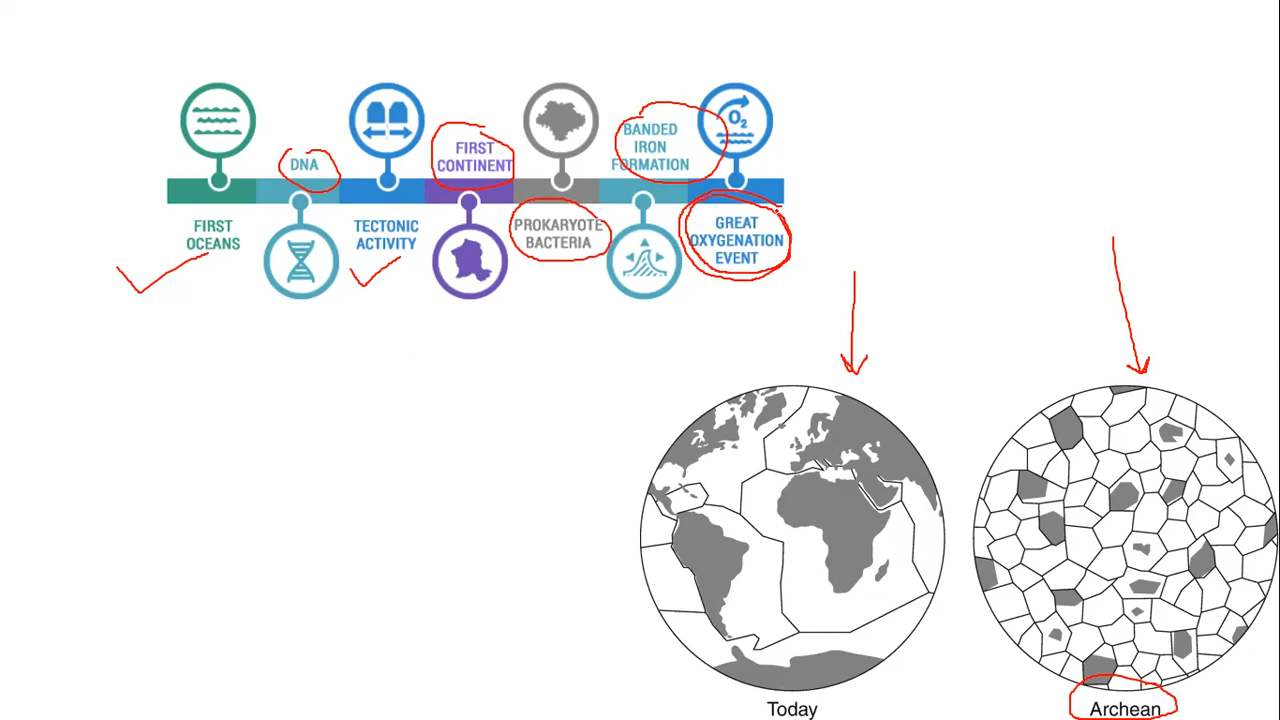 DNA
FIRST
CONTINENT
BANDED
IRON
FORMATION
O₂
FIRST
OCEANS
TECTONIC
ACTIVITY
PROKARYOTE
BACTERIA
GREAT
OXYGENATION
EVENT
Today
Archean